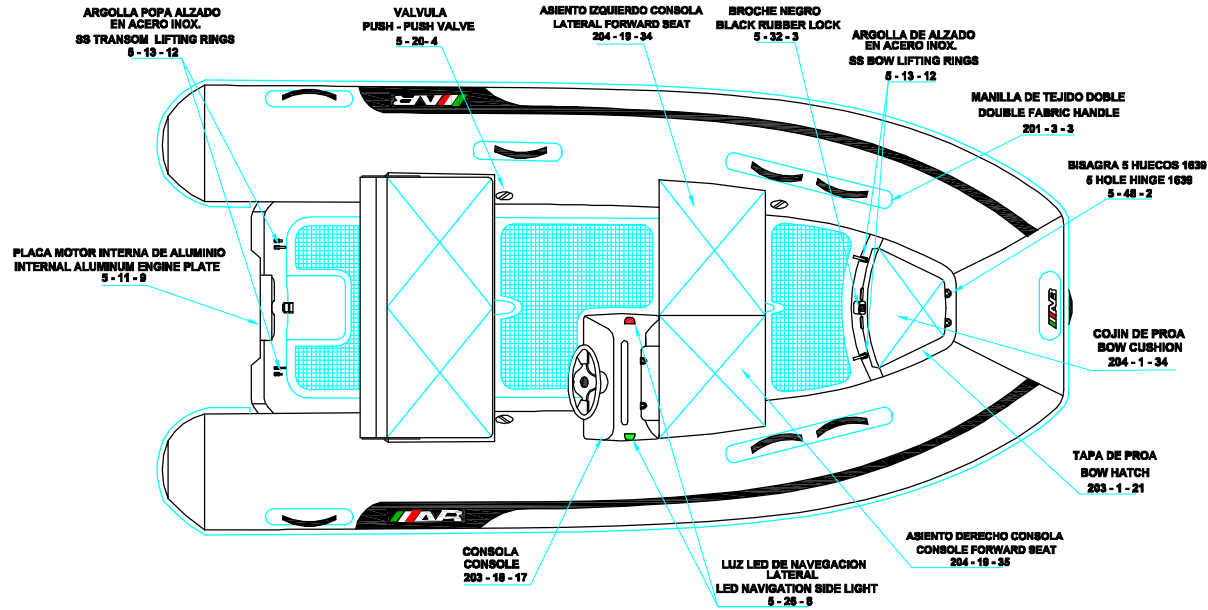 ARGOLLA POPA ALZADO
EN ACERO INOX.
SS TRANSOM LIFTING RINGS
5 - 13 - 12
VALVULA
PUSH - PUSH VALVE
5 - 20 - 4
ASIENTO IZQUIERDO CONSOLA
LATERAL FORWARD SEAT
204 - 19 - 34
BROCHE NEGRO
BLACK RUBBER LOCK
5 - 32 - 3
ARGOLLA DE ALZADO
EN ACERO INOX.
SS BOW LIFTING RINGS
5 - 13 - 12
MANILLA DE TEJIDO DOBLE
DOUBLE FABRIC HANDLE
201 - 3 - 3
BISAGRA 5 HUECOS 1639
5 HOLE HINGE 1639
5 - 48 - 2
PLACA MOTOR INTERNA DE ALUMINIO
INTERNAL ALUMINUM ENGINE PLATE
5 - 11 - 9
COJIN DE PROA
BOW CUSHION
204 - 1 - 34
TAPA DE PROA
BOW HATCH
203 - 1 - 21
ASIENTO DERECHO CONSOLA
CONSOLE FORWARD SEAT
204 - 19 - 35
CONSOLA
CONSOLE
203 - 18 - 17
LUZ LED DE NAVEGACION
LATERAL
LED NAVIGATION SIDE LIGHT
5 - 26 - 8
AR
AR
AR